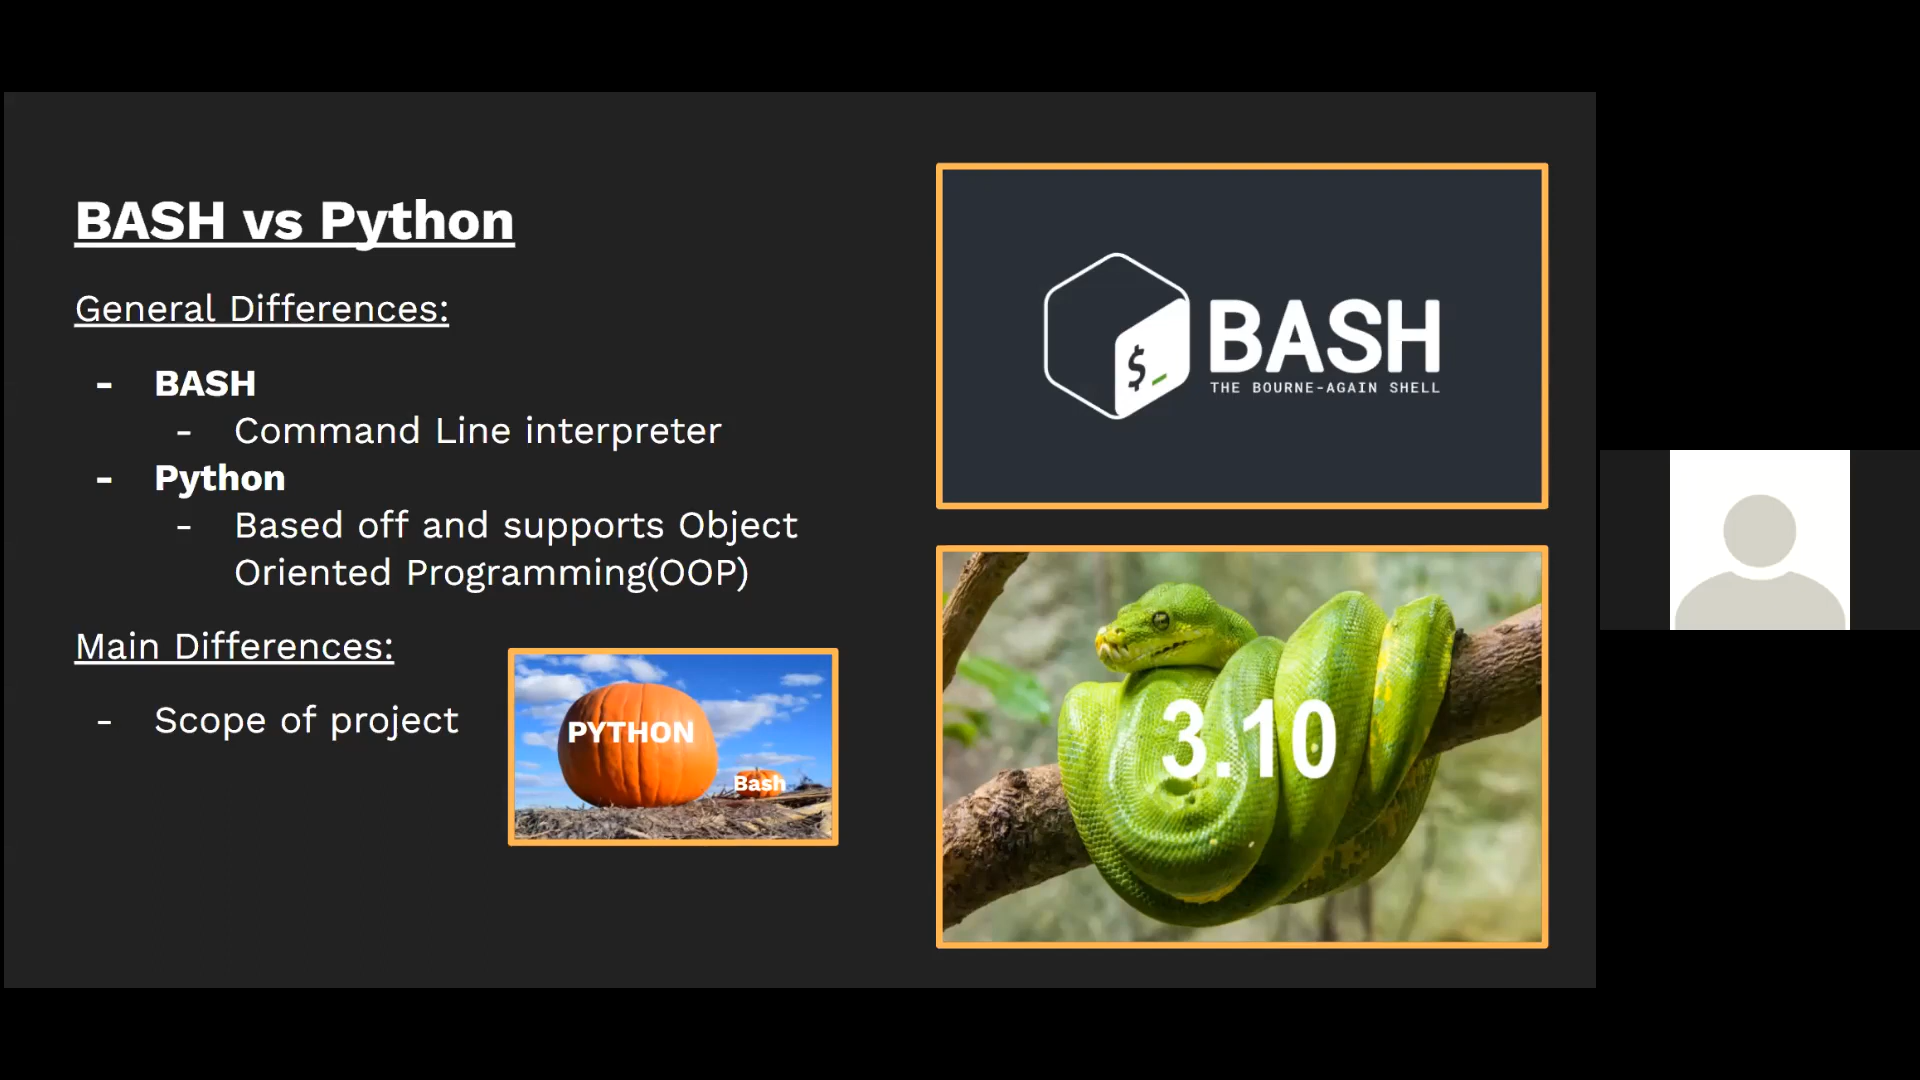 BASH vs Python
General Differences:
- BASH
- Command Line interpreter
- Python
- Based off and supports Object
Oriented Programming(OOP)
Main Differences:
- Scope of project
PYTHON
Bash
$_
BASH
THE BOURNE-AGAIN SHELL
3.10